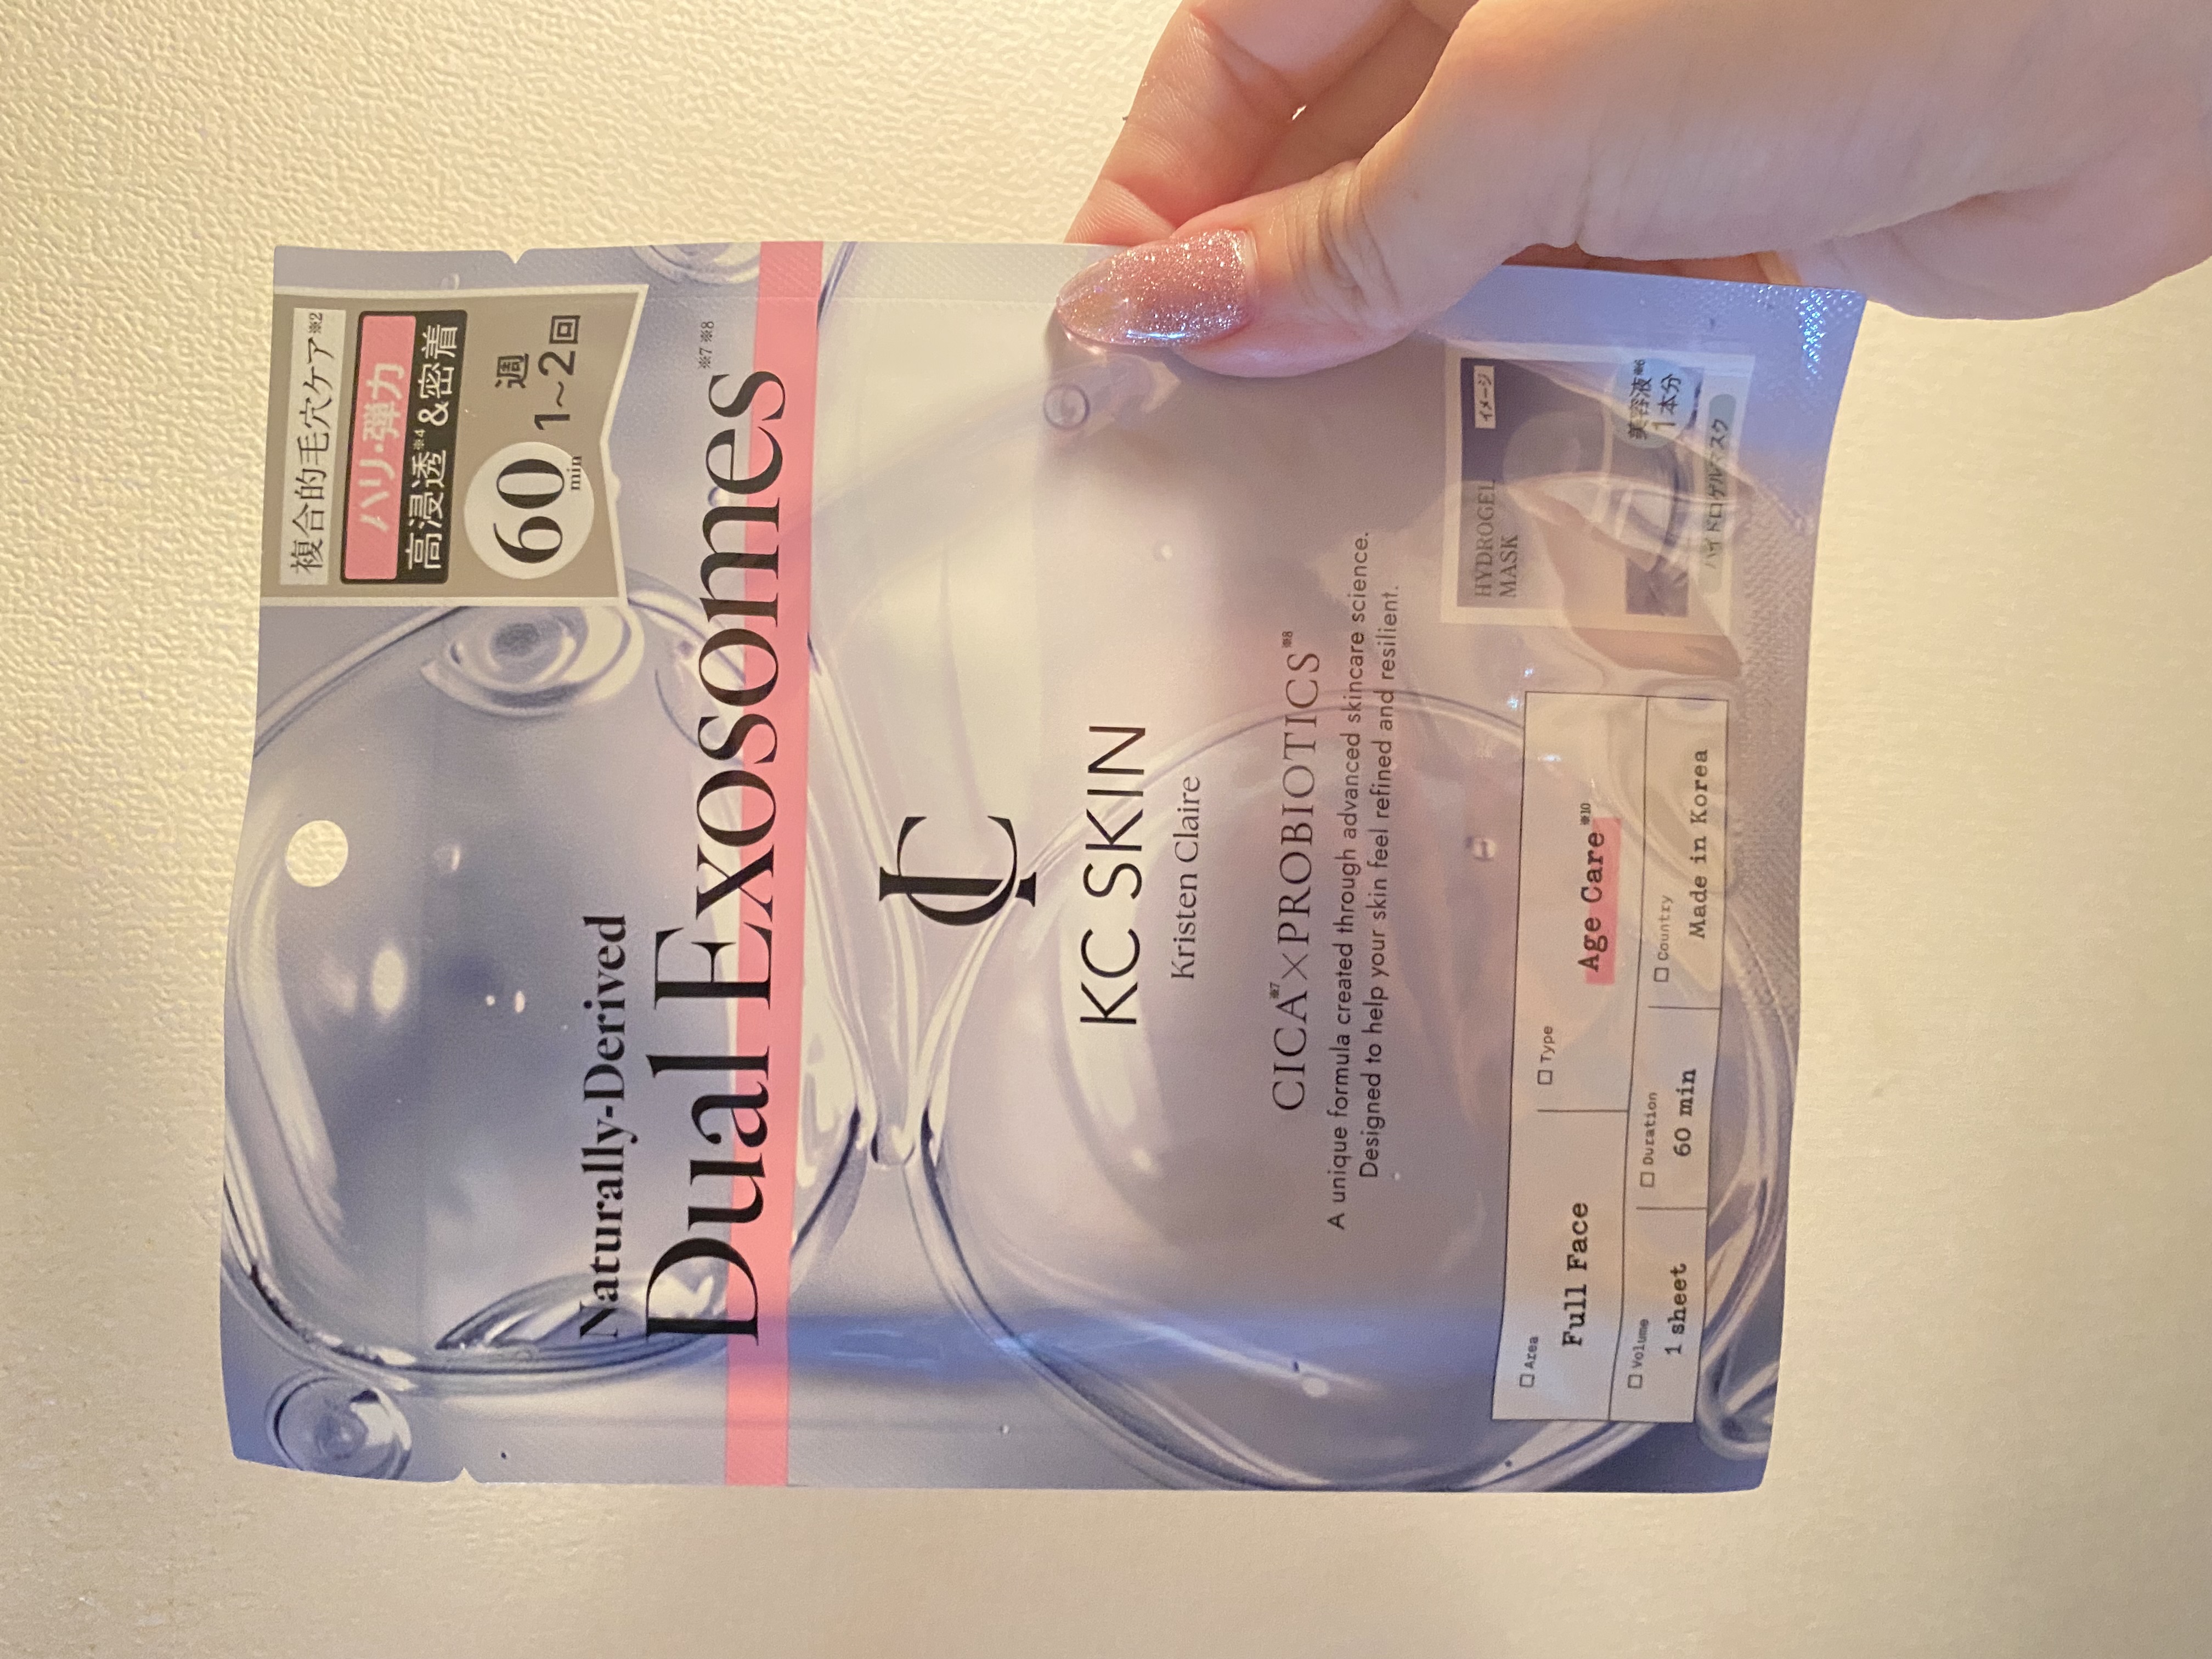 複合的毛穴ケア※2
ハリ・弾力
高浸透※4&密着
60 min
週
1~2回
Naturally-Derived
Dual Exosomes※7 ※8
KC SKIN
Kristen Claire
CICA※7×PROBIOTICS※8
A unique formula created through advanced skincare science.
Designed to help your skin feel refined and resilient.
HYDROGEL
MASK
イメージ
美容液※6
1本分
ハイドロゲルマスク
Area
Full Face
Type
Age Care※10
Volume
1 sheet
Duration
60 min
Country
Made in Korea